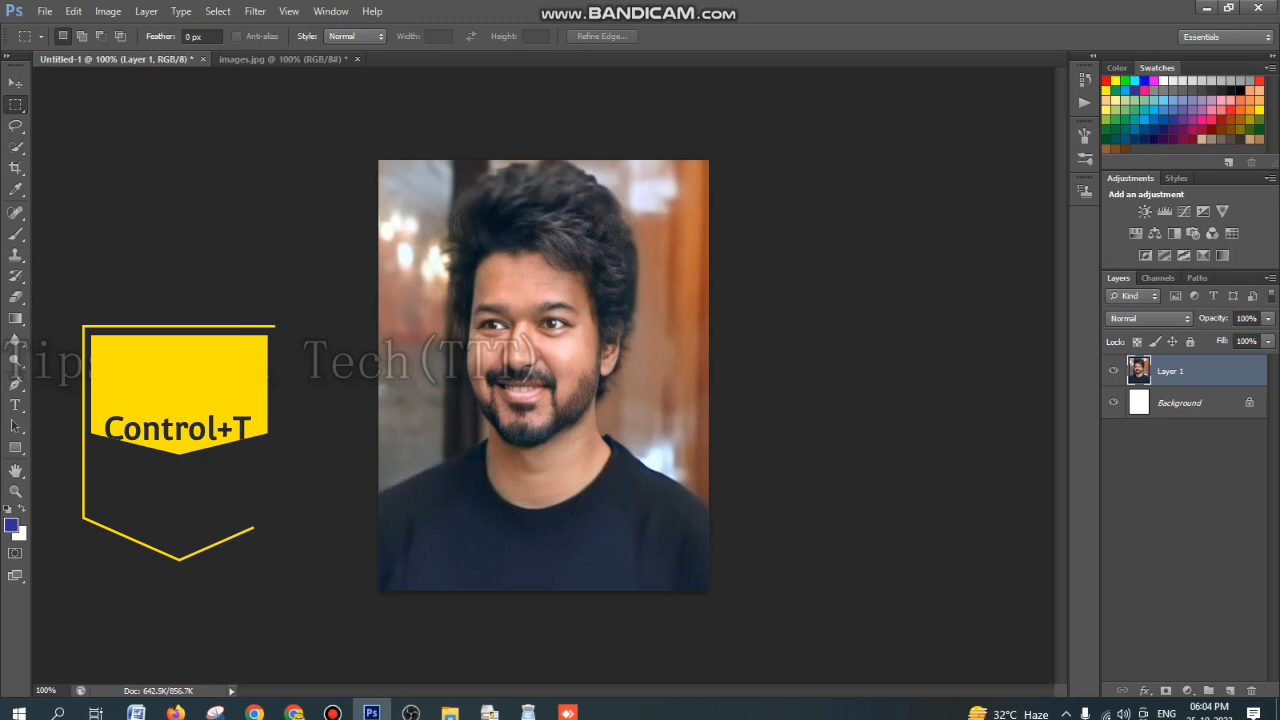 Ps File Edit Image Layer Type Select Filter View Window Help
www.BANDICAM.com
Feather: 0 px Anti-alias Style: Normal Width: Height: Refine Edge... Essentials
Untitled-1 @ 100% (Layer 1, RGB/8) * × images.jpg @ 100% (RGB/8#) * ×
Color Swatches
Adjustments Styles
Add an adjustment
Layers Channels Paths
Kind
Normal Opacity: 100%
Lock: Fill: 100%
Layer 1
Background
Tips Tech(TTT)
Control+T
100% Doc: 642.5K/856.7K
32°C Haze ENG 06:04 PM